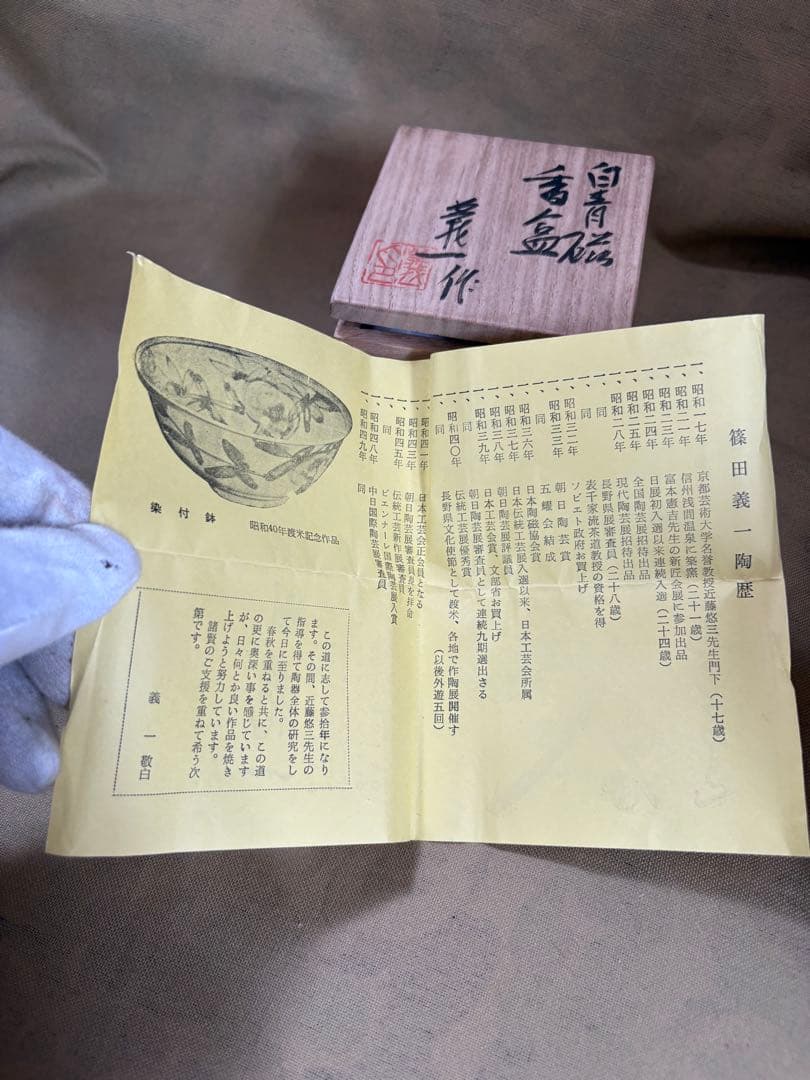 白青磁
香盒
義一作
篠田義一陶歴
一、昭和一七年　京都芸術大学名誉教授近藤悠三先生門下（十七歳）
一、昭和二一年　信州浅間温泉に築窯（二十一歳）
一、昭和二三年　富本憲吉先生の新匠会展に参加出品
一、昭和二四年　日展初入選以来連続入選（二十四歳）
一、昭和二五年　全国陶芸展招待出品
一、昭和二八年　現代陶芸展招待出品
一、同　長野県展審査員（二十八歳）
一、同　表千家流茶道教授の資格を得
一、昭和三二年　ソビエト政府お買上げ
一、昭和三三年　朝日陶芸賞
一、同　五耀会結成
一、昭和三六年　日本陶磁協会賞
一、昭和三七年　日本伝統工芸展入選以来、日本工芸会所属
一、昭和三八年　朝日陶芸展評議員
一、昭和三九年　日本工芸会賞、文部省お買上げ
一、同　朝日陶芸展審査員として連続九期選出さる
一、昭和四〇年　伝統工芸展優秀賞
長野県文化使節として渡米、各地で作陶展開催す
（以後外遊五回）
一、昭和四一年　日本工芸会正会員となる
一、昭和四三年　朝日陶芸展審査員長を拝命
一、昭和四五年　伝統工芸新作展審査員
一、同　ビエンナーレ国際陶芸展入賞
一、昭和四八年　中日国際陶芸展審査員
一、昭和四九年　同
染付鉢
昭和40年渡米記念作品
この道に志して参拾年になり
ます。その間、近藤悠三先生の
指導を得て陶器全体の研究をし
て今日に至りました。
春秋を重ねると共に、この道
の更に奥深い事を感じています
が、日々何とか良い作品を焼き
上げようと努力しています。
諸賢のご支援を重ねて希う次
第です。
義一　敬白